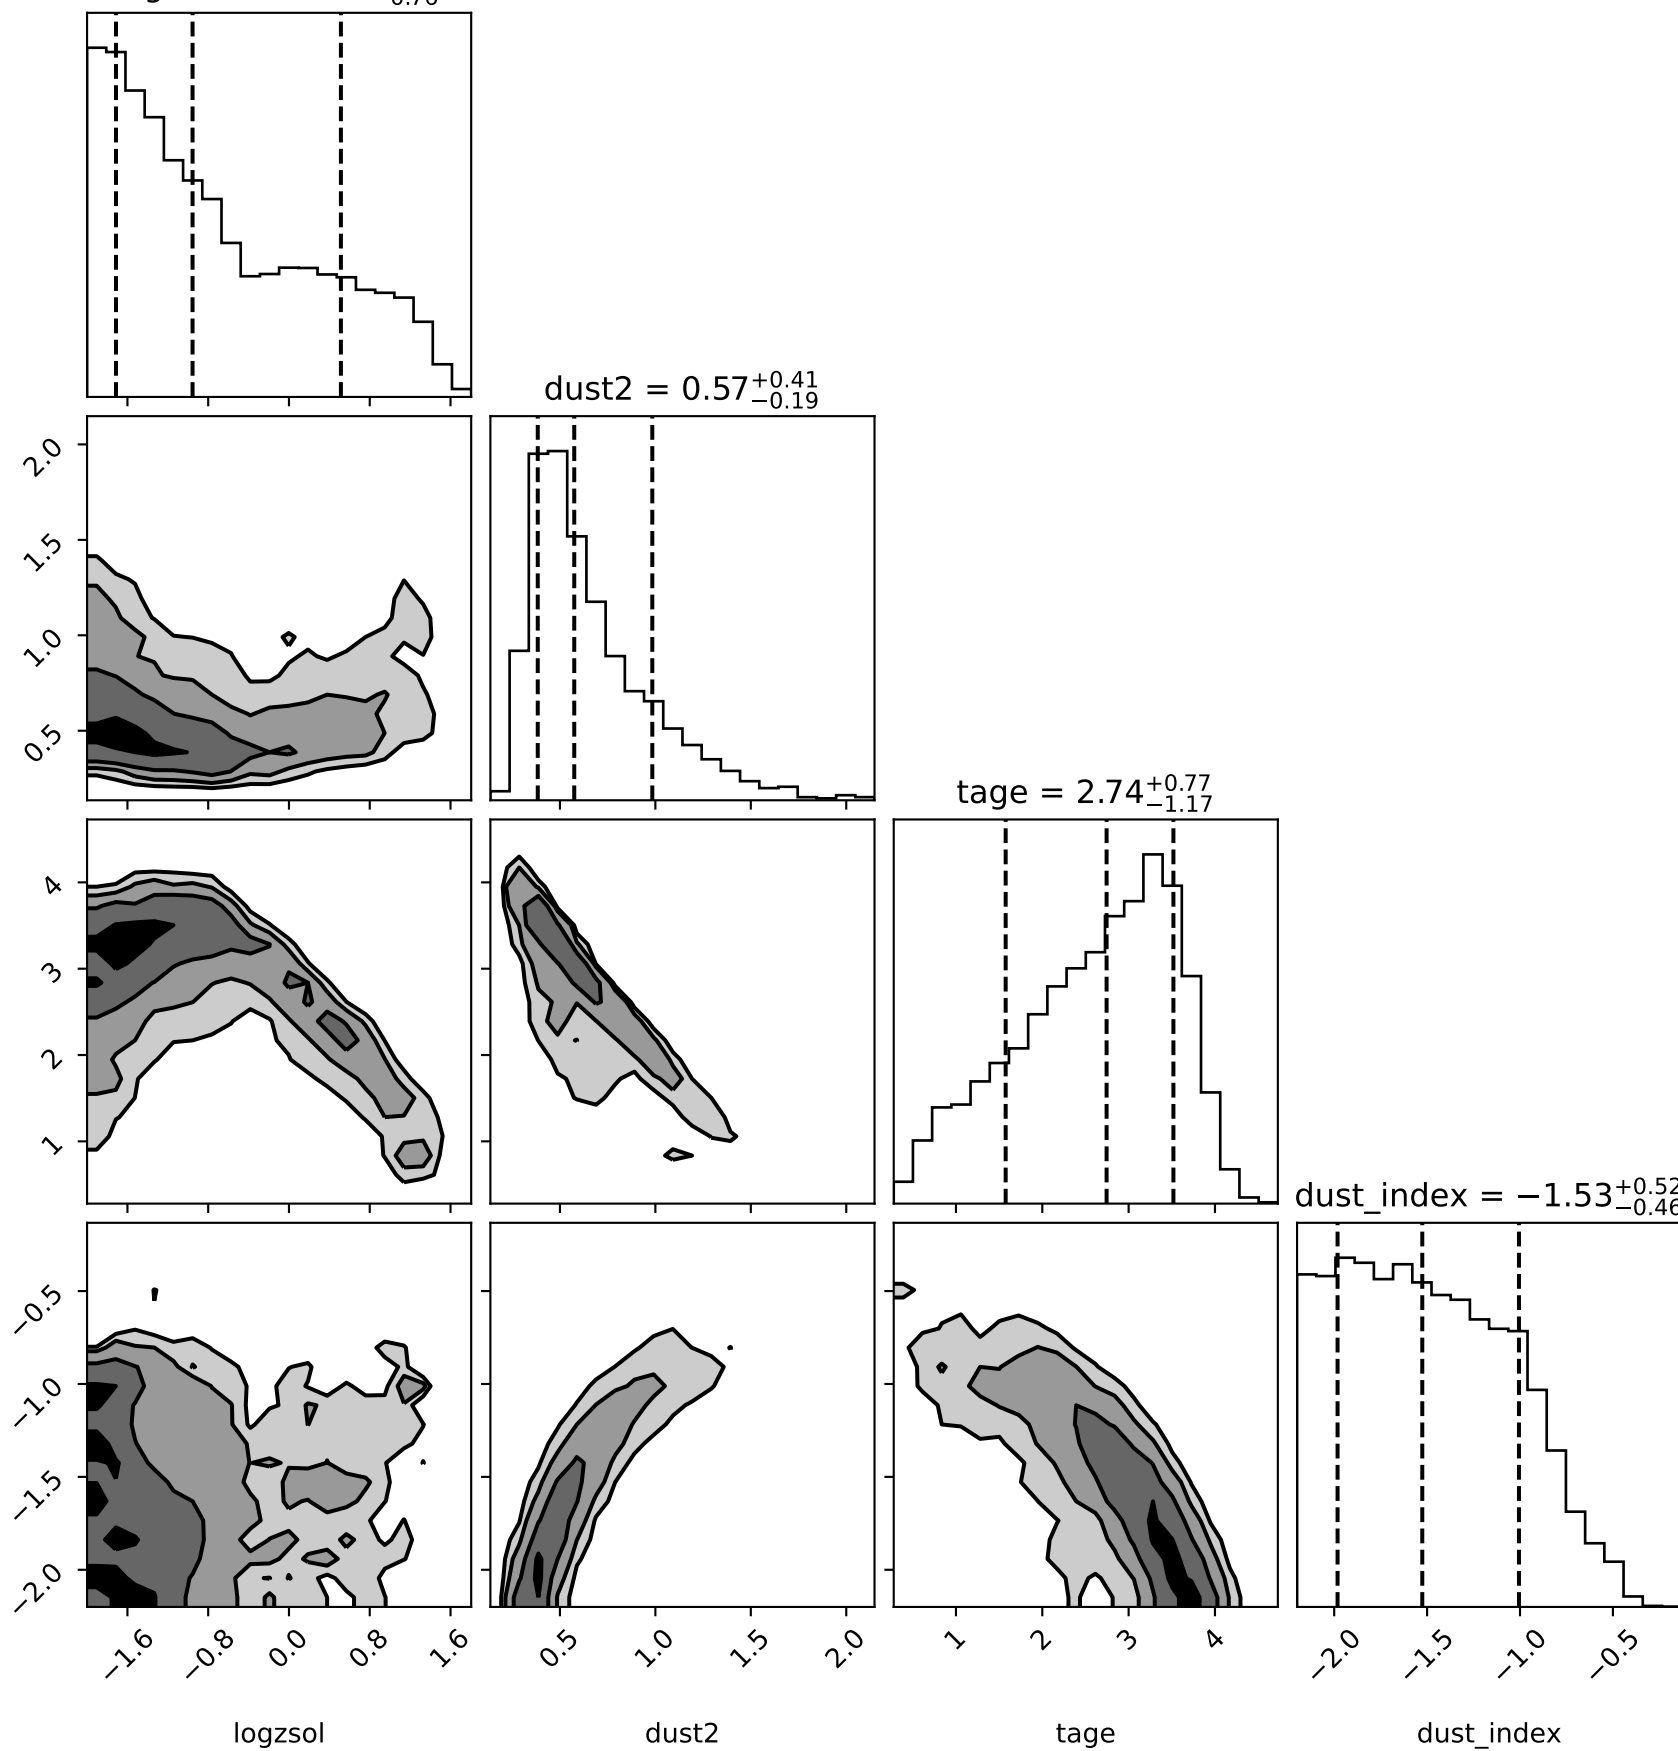 dust2 = 0.57 +0.41 −0.19
2.0
1.5
1.0
0.5
tage = 2.74 +0.77 −1.17
4
3
2
1
dust_index = −1.53 +0.52 −0.46
−0.5
−1.0
−1.5
−2.0
−1.6 −0.8 0.0 0.8 1.6 0.5 1.0 1.5 2.0 1 2 3 4 −2.0 −1.5 −1.0 −0.5
logzsol dust2 tage dust_index